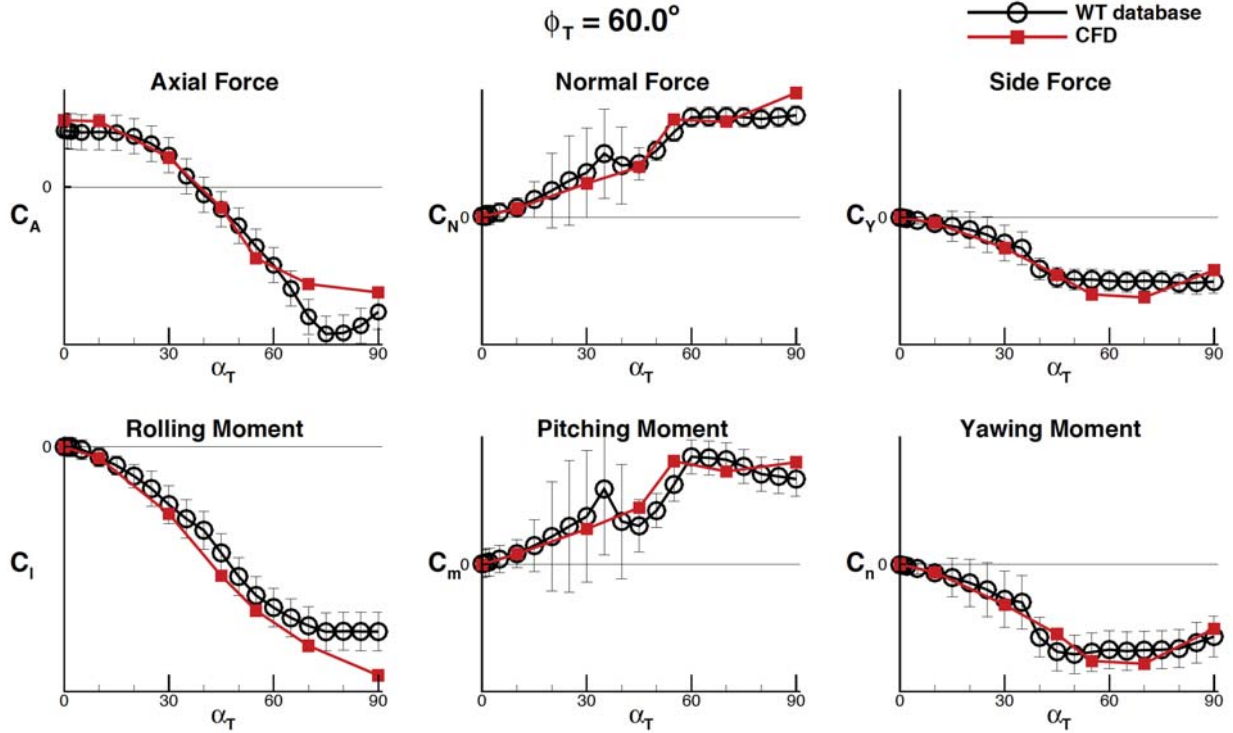 ϕT = 60.0°
WT database
CFD
Axial Force
Normal Force
Side Force
0
CA
0 30 60 90
αT
CN 0
0 30 60 90
αT
CY 0
0 30 60 90
αT
Rolling Moment
Pitching Moment
Yawing Moment
0
Cl
0 30 60 90
αT
Cm 0
0 30 60 90
αT
Cn 0
0 30 60 90
αT